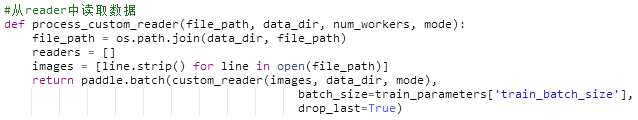 #从reader中读取数据
def process_custom_reader(file_path, data_dir, num_workers, mode):
    file_path = os.path.join(data_dir, file_path)
    readers = []
    images = [line.strip() for line in open(file_path)]
    return paddle.batch(custom_reader(images, data_dir, mode),
                                    batch_size=train_parameters['train_batch_size'],
                                    drop_last=True)